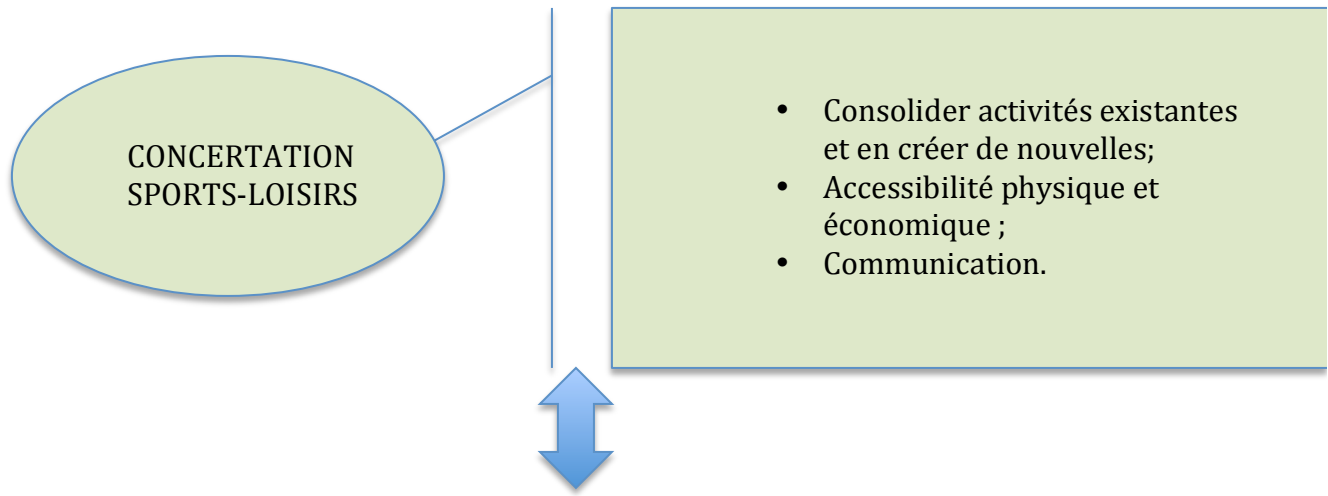 CONCERTATION
SPORTS-LOISIRS
• Consolider activités existantes
et en créer de nouvelles;
• Accessibilité physique et
économique ;
• Communication.